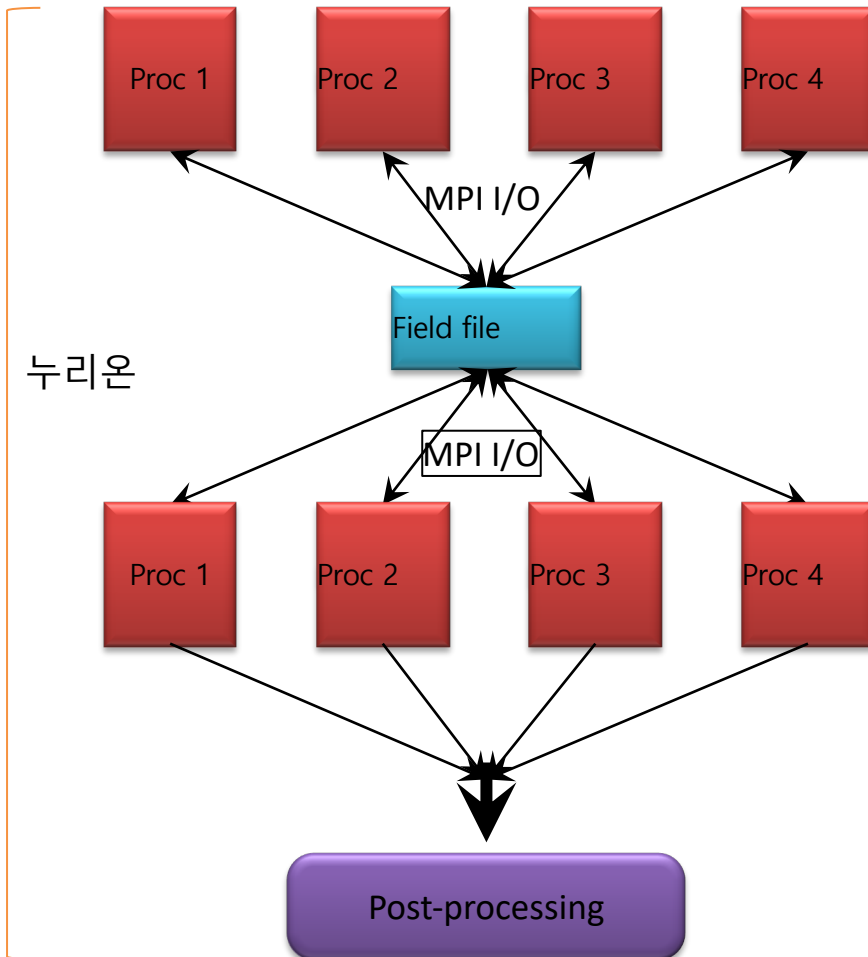 Proc 1
Proc 2
Proc 3
Proc 4
MPI I/O
Field file
누리온
MPI I/O
Proc 1
Proc 2
Proc 3
Proc 4
Post-processing